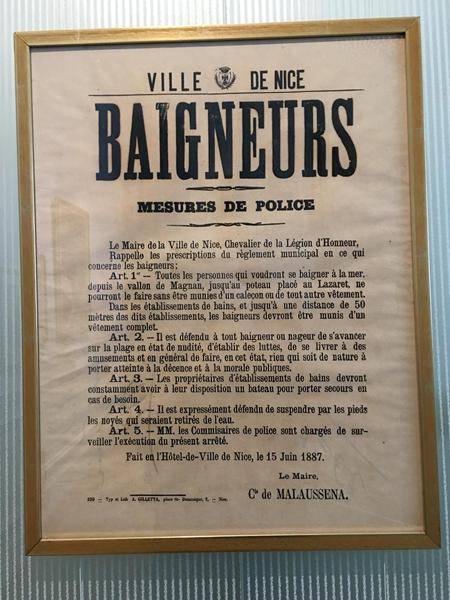 VILLE DE NICE
BAIGNEURS
MESURES DE POLICE
Le Maire de la Ville de Nice, Chevalier de la Légion d'Honneur,
Rappelle les prescriptions du règlement municipal en ce qui
concerne les baigneurs;
Art. 1er — Toutes les personnes qui voudront se baigner à la mer,
depuis le vallon de Magnan, jusqu'au poteau placé au Lazaret, ne
pourront le faire sans être munies d'un caleçon ou de tout autre vêtement.
Dans les établissements de bains, et jusqu'à une distance de 50
mètres des dits établissements, les baigneurs devront être munis d'un
vêtement complet.
Art. 2. — Il est défendu à tout baigneur ou nageur de s'avancer
sur la plage en état de nudité, d'établir des luttes, de se livrer à des
amusements et en général de faire, en cet état, rien qui soit de nature à
porter atteinte à la décence et à la morale publiques.
Art. 3. — Les propriétaires d'établissements de bains devront
constamment avoir à leur disposition un bateau pour porter secours en
cas de besoin.
Art. 4. — Il est expressément défendu de suspendre par les pieds
les noyés qui seraient retirés de l'eau.
Art. 5. — MM. les Commisaires de police sont chargés de sur-
veiller l'exécution du présent arrêté.
Fait en l'Hôtel-de-Ville de Nice, le 15 Juin 1887.
Le Maire,
Cte de MALAUSSENA.
Typ et Lith A. GILLETTA, place St- Dominique, 2, — Nice.